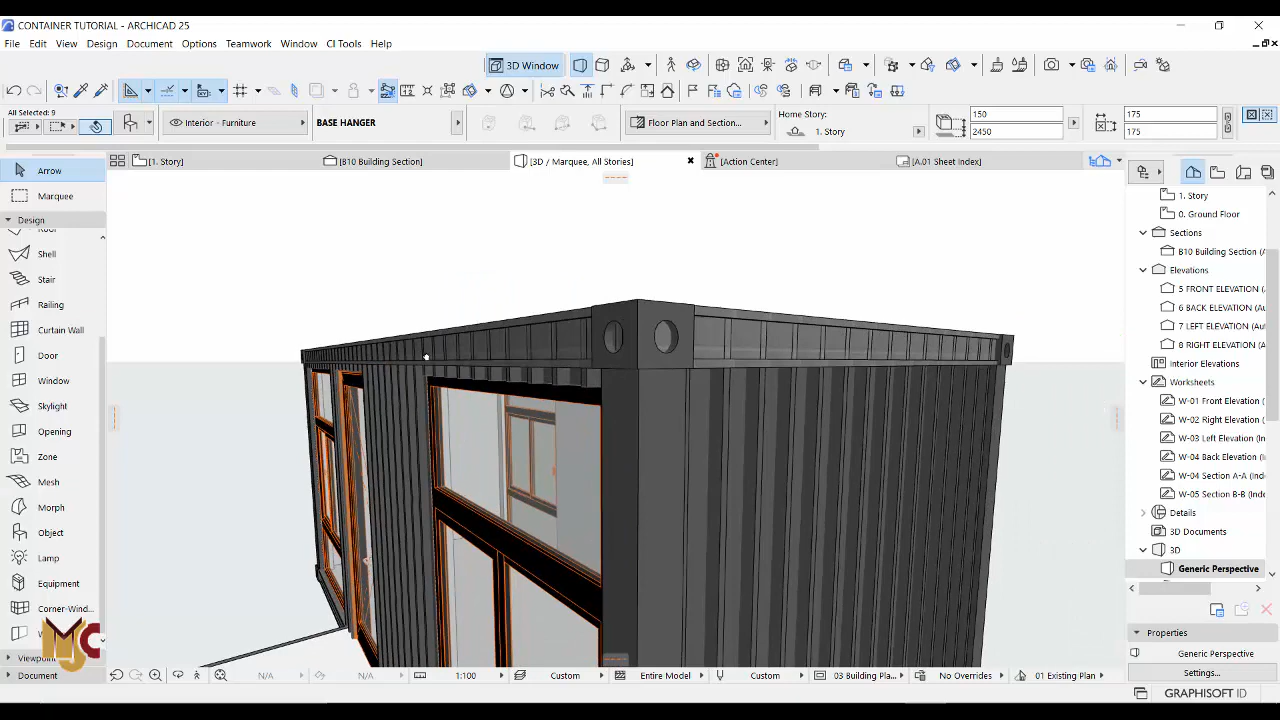 CONTAINER TUTORIAL - ARCHICAD 25
File Edit View Design Document Options Teamwork Window CI Tools Help
3D Window
All Selected: 9
Interior - Furniture
BASE HANGER
Floor Plan and Section...
Home Story:
1. Story
150
2450
175
175
[1. Story]
[B10 Building Section]
[3D / Marquee, All Stories]
[Action Center]
[A.01 Sheet Index]
Arrow
Marquee
Design
Shell
Stair
Railing
Curtain Wall
Door
Window
Skylight
Opening
Zone
Mesh
Morph
Object
Lamp
Equipment
Corner-Wind...
Viewpoint
Document
MJC
1. Story
0. Ground Floor
Sections
B10 Building Section (A
Elevations
5 FRONT ELEVATION (
6 BACK ELEVATION (Au
7 LEFT ELEVATION (Au
8 RIGHT ELEVATION (A
Interior Elevations
Worksheets
W-01 Front Elevation (
W-02 Right Elevation (
W-03 Left Elevation (In
W-04 Back Elevation (I
W-04 Section A-A (Ind
W-05 Section B-B (Ind
Details
3D Documents
3D
Generic Perspective
Properties
Generic Perspective
Settings...
N/A
N/A
1:100
Custom
Entire Model
Custom
03 Building Pla...
No Overrides
01 Existing Plan
GRAPHISOFT ID